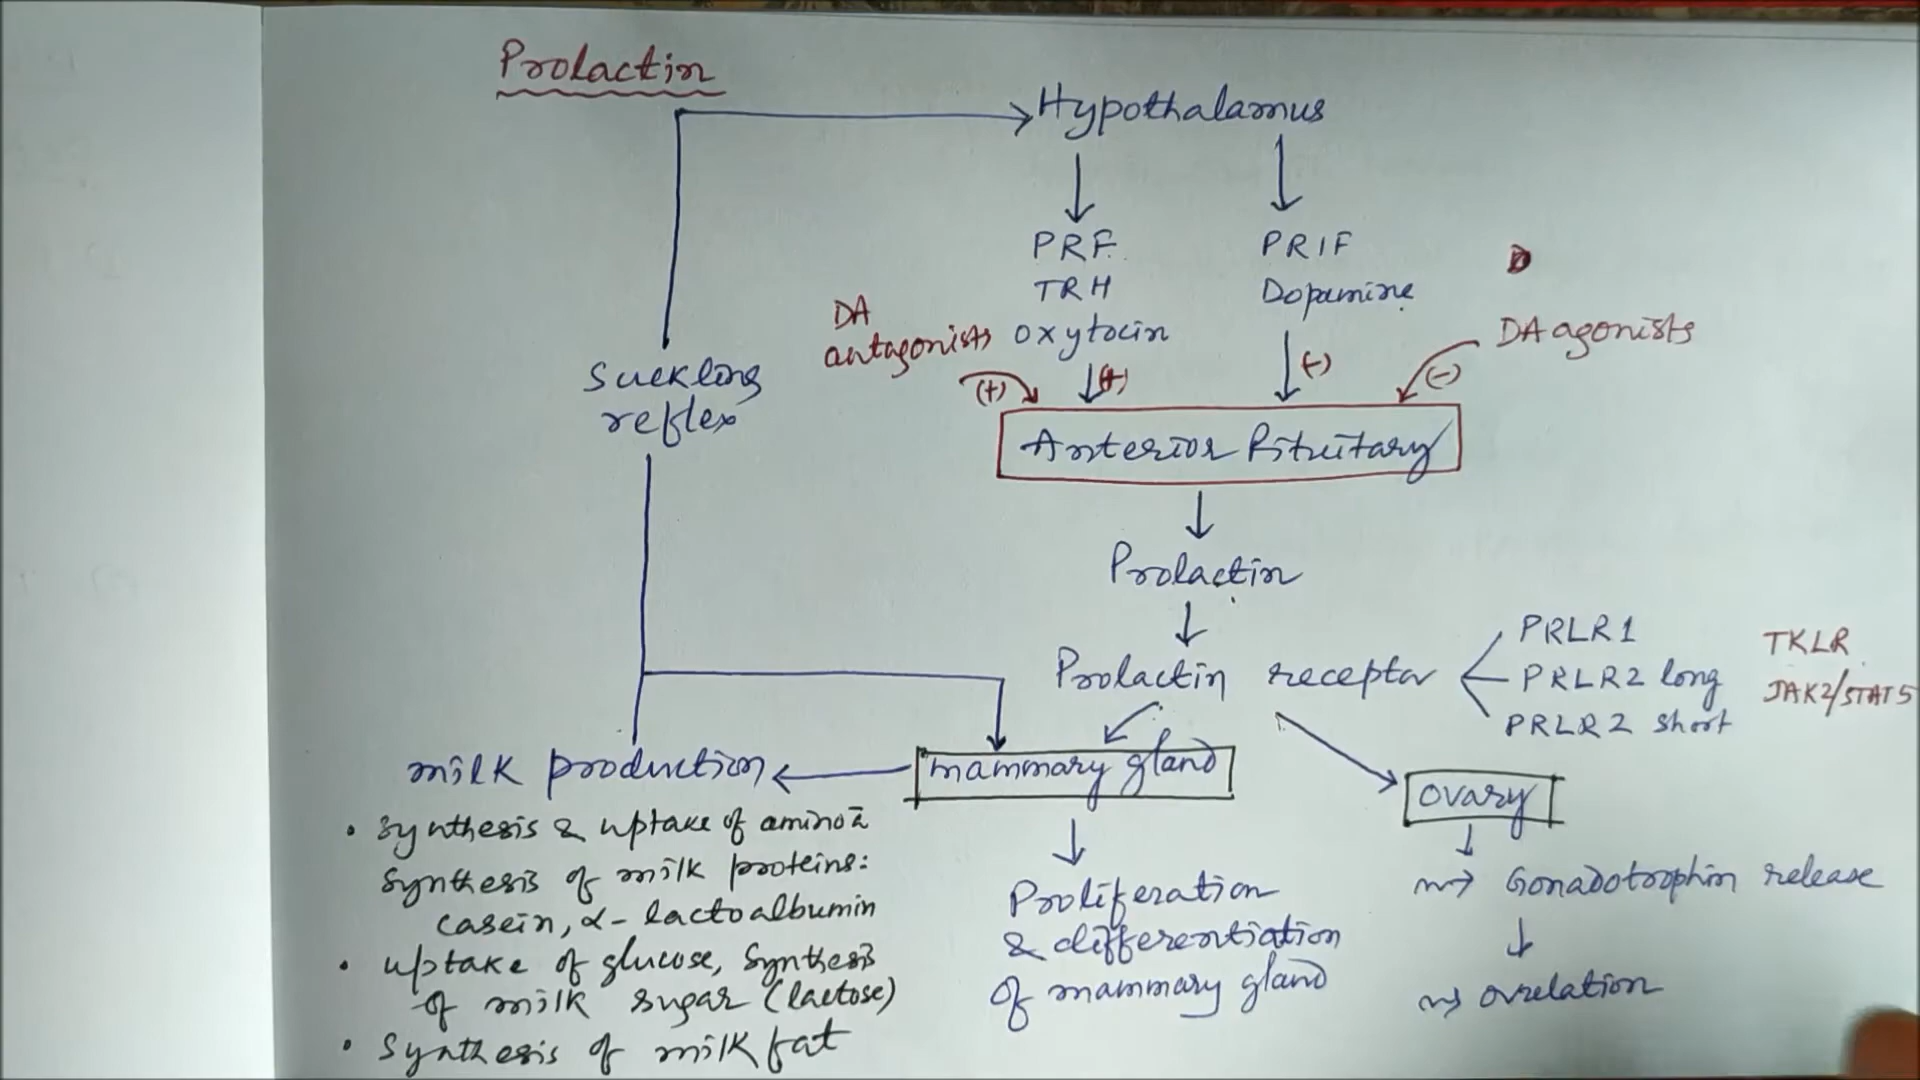 Prolactin
Hypothalamus
PRF
TRH
oxytocin
PRIF
Dopamine
DA
antagonists
DA agonists
(+)
(+)
(-)
(-)
Suckling
reflex
Anterior Pituitary
Prolactin
Prolactin receptor
PRLR1
PRLR2 long
PRLR2 short
TKLR
JAK2/STAT5
milk production
mammary gland
ovary
• Synthesis & uptake of amino ā
Synthesis of milk proteins:
casein, α-lactoalbumin
• uptake of glucose, Synthesis
of milk sugar (lactose)
• Synthesis of milk fat
Proliferation
& differentiation
of mammary gland
Gonadotrophin release
ovulation